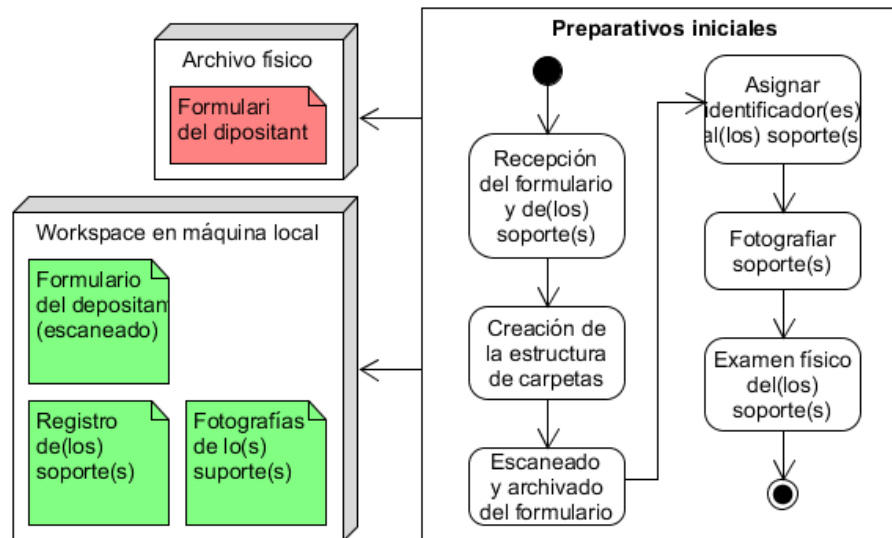 Archivo físico
Formulari
del dipositant
Workspace en máquina local
Formulario
del depositant
(escaneado)
Registro
de(los)
soporte(s)
Fotografías
de lo(s)
suporte(s)
Preparativos iniciales
Recepción
del formulario
y de(los)
soporte(s)
Creación de
la estructura
de carpetas
Escaneado
y archivado
del formulario
Asignar
identificador(es)
al(los) soporte(s
Fotografiar
soporte(s)
Examen físico
del(los)
soporte(s)